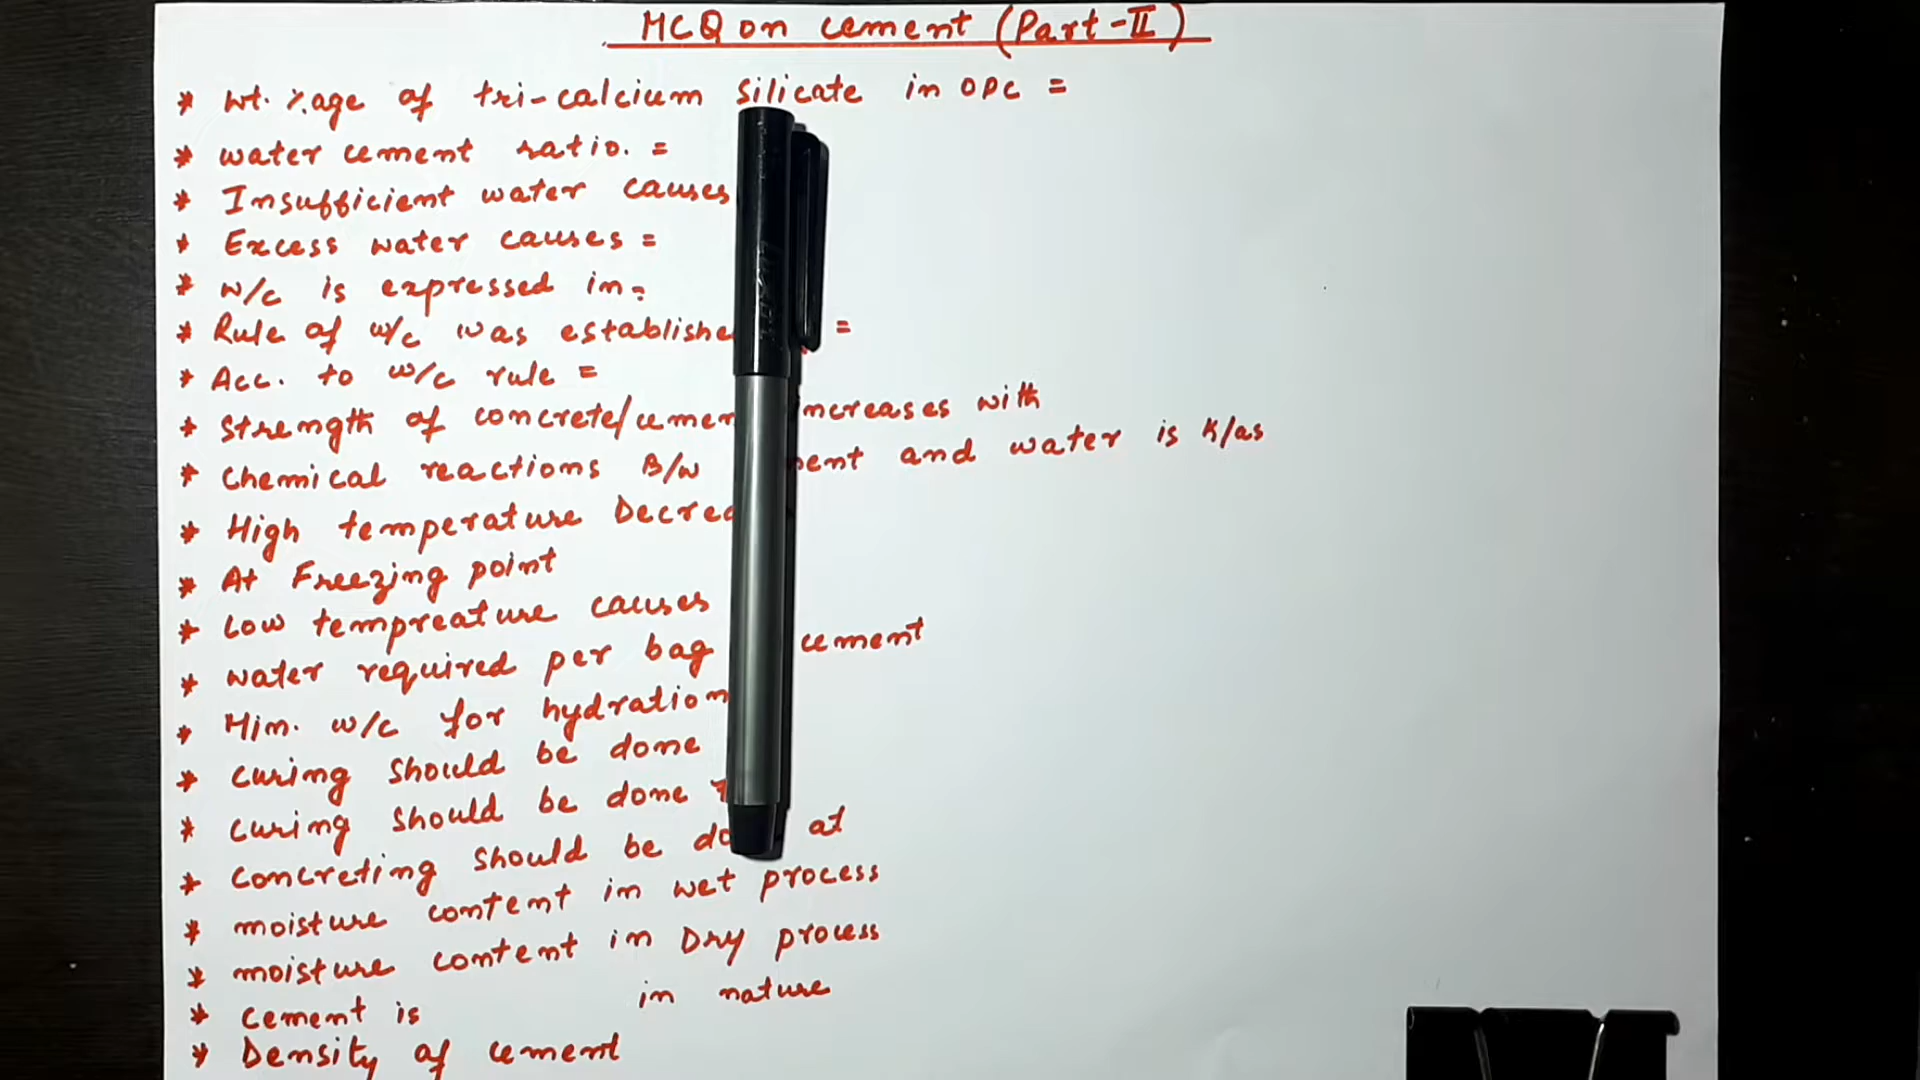 MCQ on cement (Part-II)
* wt. %age of tri-calcium silicate in OPC =
* water cement ratio. =
* Insufficient water causes
* Excess water causes =
* w/c is expressed in =
* Rule of w/c was establishe =
* Acc. to w/c rule =
* Strength of concrete/cemen ncreases with
* Chemical reactions B/w ent and water is K/as
* High temperature Decrea
* At Freezing point
* Low tempreature causes
* water required per bag cement
* Min. w/c for hydration
* curing should be done
* curing should be done
* concreting should be do at
* moisture content in wet process
* moisture content in Dry process
* cement is in nature
* Density of cement